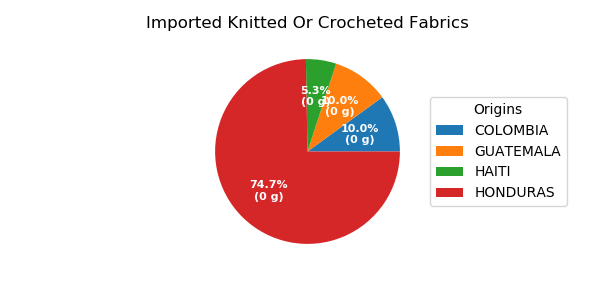 Imported Knitted Or Crocheted Fabrics
5.3%
(0 g)
10.0%
(0 g)
10.0%
(0 g)
74.7%
(0 g)
Origins
COLOMBIA
GUATEMALA
HAITI
HONDURAS